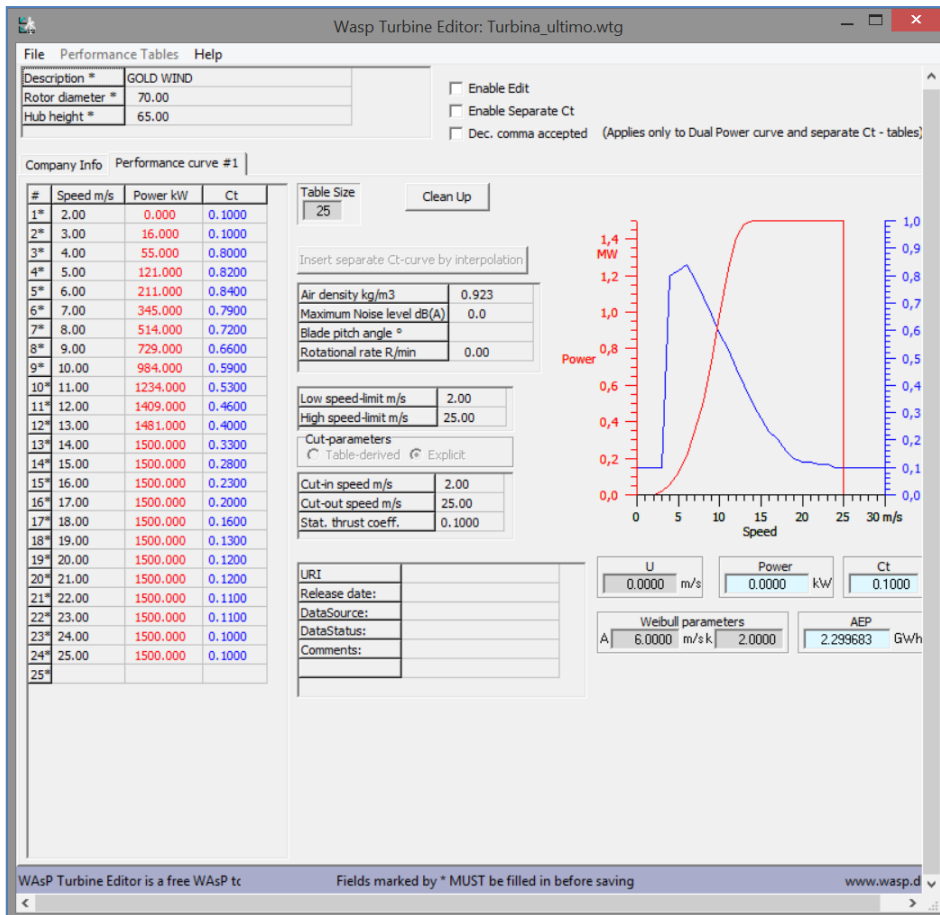 Wasp Turbine Editor: Turbina_ultimo.wtg
File Performance Tables Help
Description * GOLD WIND
Rotor diameter * 70.00
Hub height * 65.00
Enable Edit
Enable Separate Ct
Dec. comma accepted (Applies only to Dual Power curve and separate Ct - tables)
Company Info Performance curve #1
# Speed m/s Power kW Ct
1* 2.00 0.000 0.1000
2* 3.00 16.000 0.1000
3* 4.00 55.000 0.8000
4* 5.00 121.000 0.8200
5* 6.00 211.000 0.8400
6* 7.00 345.000 0.7900
7* 8.00 514.000 0.7200
8* 9.00 729.000 0.6600
9* 10.00 984.000 0.5900
10* 11.00 1234.000 0.5300
11* 12.00 1409.000 0.4600
12* 13.00 1481.000 0.4000
13* 14.00 1500.000 0.3300
14* 15.00 1500.000 0.2800
15* 16.00 1500.000 0.2300
16* 17.00 1500.000 0.2000
17* 18.00 1500.000 0.1600
18* 19.00 1500.000 0.1300
19* 20.00 1500.000 0.1200
20* 21.00 1500.000 0.1200
21* 22.00 1500.000 0.1100
22* 23.00 1500.000 0.1100
23* 24.00 1500.000 0.1000
24* 25.00 1500.000 0.1000
25*
Table Size
25
Clean Up
Insert separate Ct-curve by interpolation
Air density kg/m3 0.923
Maximum Noise level dB(A) 0.0
Blade pitch angle °
Rotational rate R/min 0.00
Low speed-limit m/s 2.00
High speed-limit m/s 25.00
Cut-parameters
Table-derived Explicit
Cut-in speed m/s 2.00
Cut-out speed m/s 25.00
Stat. thrust coeff. 0.1000
URI
Release date:
DataSource:
DataStatus:
Comments:
1,4
MW
1,2
1,0
0,8
Power
0,6
0,4
0,2
0,0
1,0
0,9
0,8
0,7
0,6
0,5
0,4
0,3
0,2
0,1
0,0
0 5 10 15 20 25 30 m/s
Speed
U Power Ct
0.0000 m/s 0.0000 kW 0.1000
Weibull parameters AEP
A 6.0000 m/s k 2.0000 2.299683 GWh
WAsP Turbine Editor is a free WAsP tc Fields marked by * MUST be filled in before saving www.wasp.d